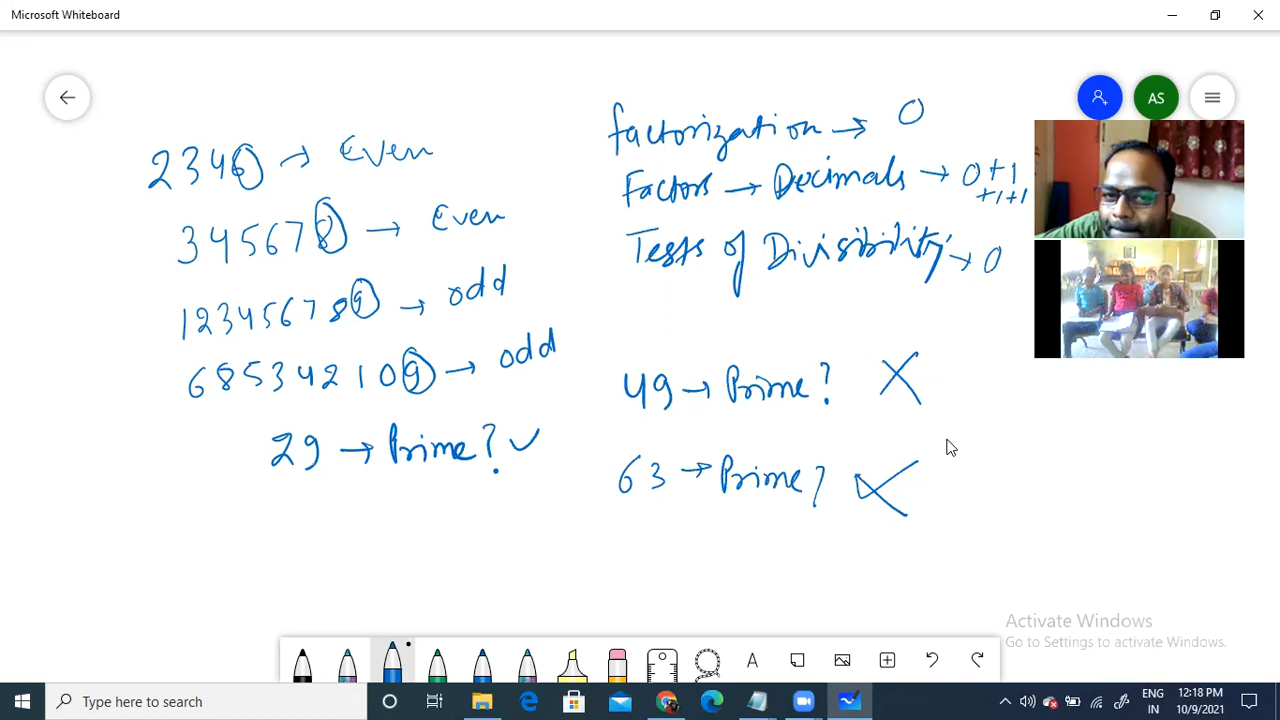 Microsoft Whiteboard
AS
2346 → Even
345678 → Even
123456789 → odd
685342109 → odd
29 → Prime? ✓
factorization → 0
Factors → Decimals → 0+1
+1+1
Tests of Divisibility → 0
49 → Prime? X
63 → Prime? X
Activate Windows
Go to Settings to activate Windows.
A
Type here to search
ENG
IN
12:18 PM
10/9/2021